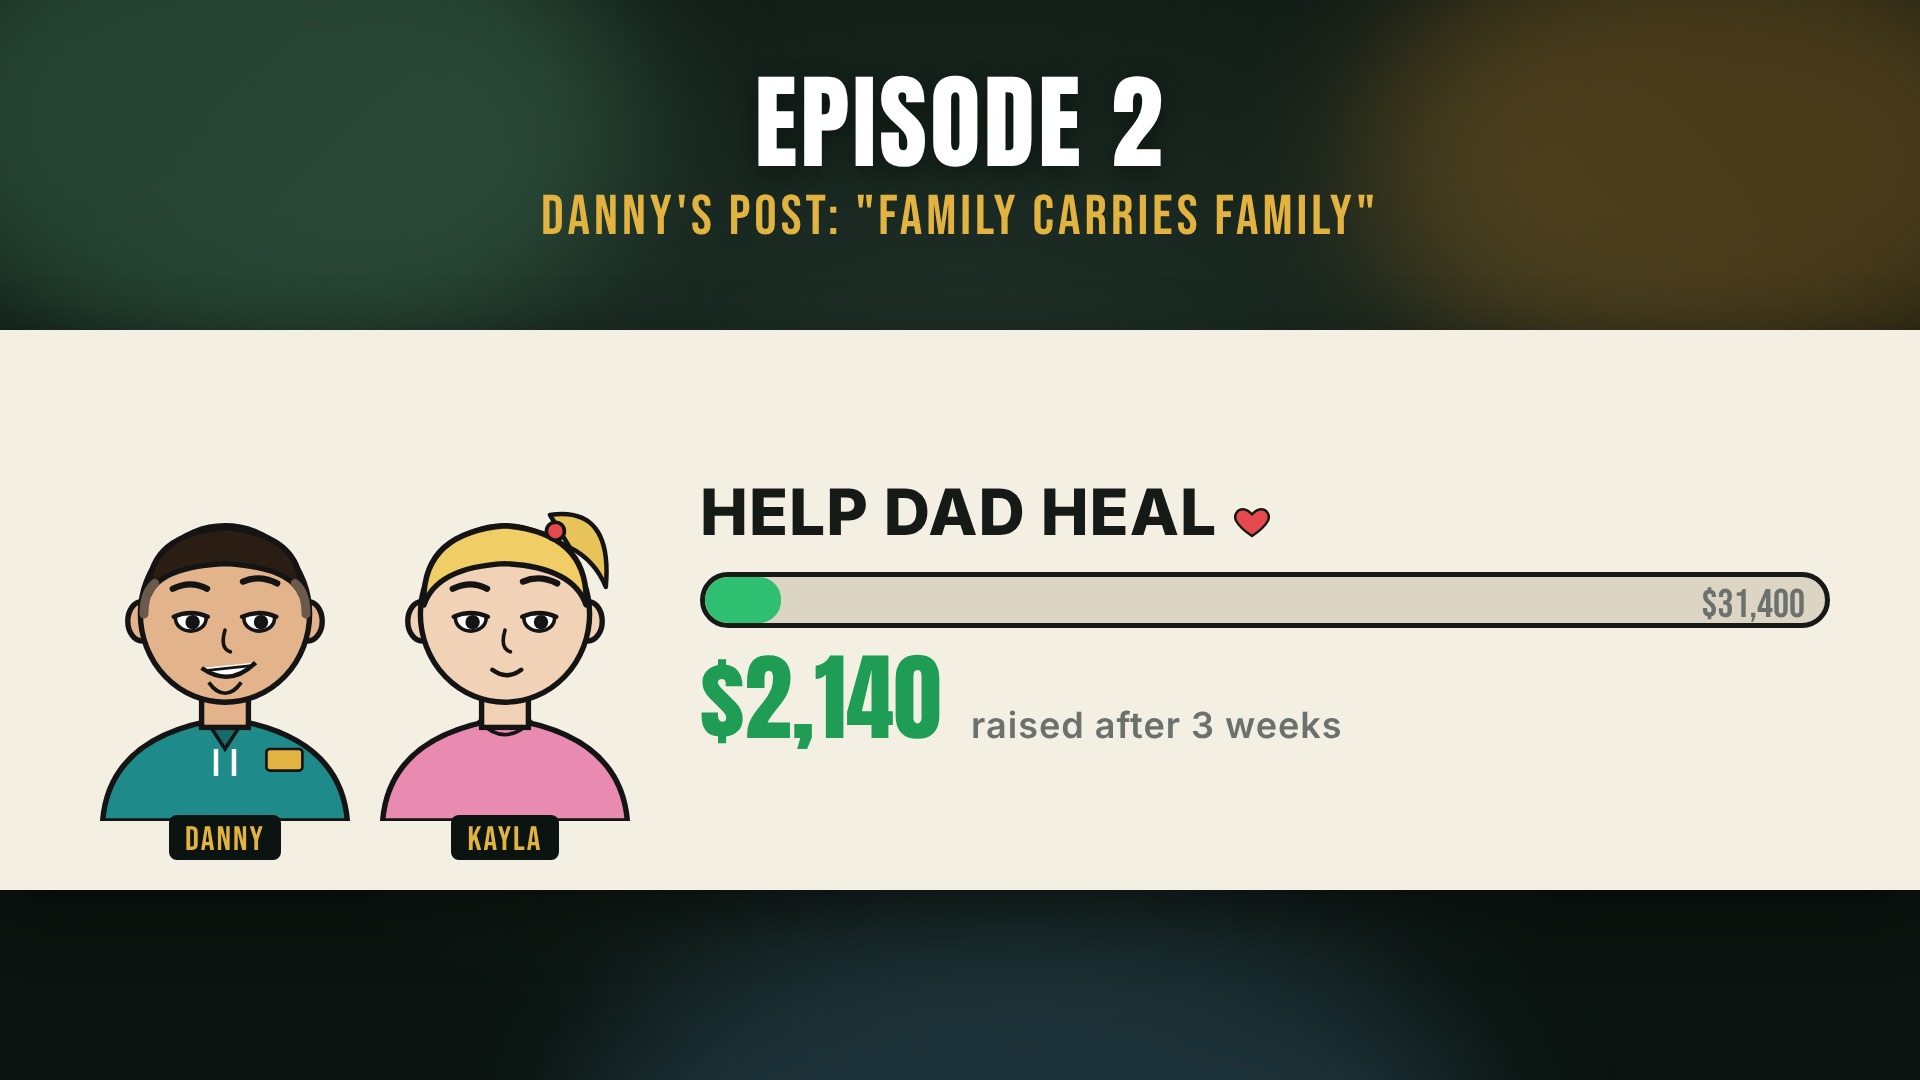 EPISODE 2
DANNY'S POST: "FAMILY CARRIES FAMILY"
HELP DAD HEAL
$31,400
$2,140 raised after 3 weeks
DANNY
KAYLA